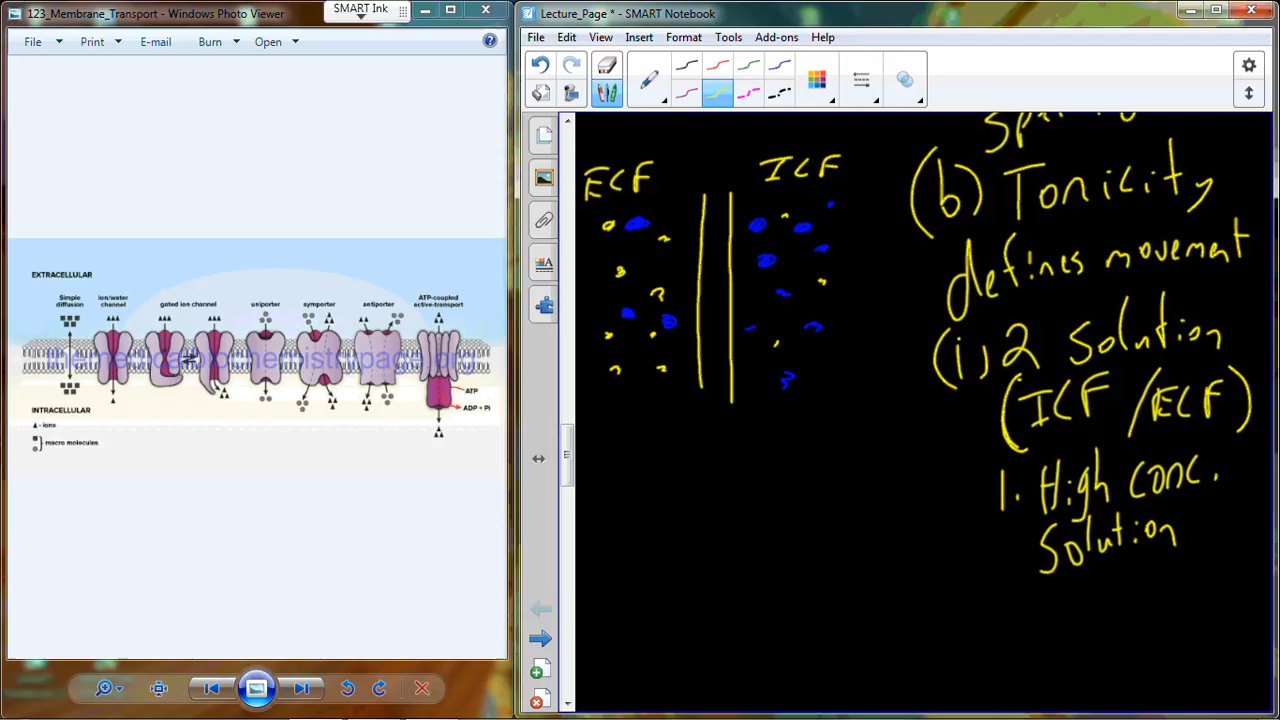 123_Membrane_Transport - Windows Photo Viewer
SMART Ink
File Print E-mail Burn Open
EXTRACELLULAR
Simple diffusion
ion/water channel
gated ion channel
uniporter
symporter
antiporter
ATP-coupled active-transport
themedicalbiochemistrypage.org
ATP
ADP + Pi
INTRACELLULAR
- ions
macro molecules
Lecture_Page * - SMART Notebook
File Edit View Insert Format Tools Add-ons Help
ECF ICF
(b) Tonicity
defines movement
(i) 2 Solution
(ICF / ECF)
1. High conc.
Solution